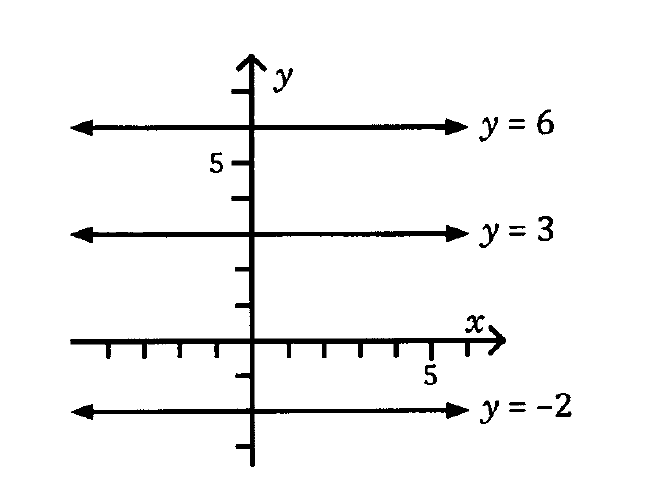 y
y = 6
5
y = 3
x
5
y = −2